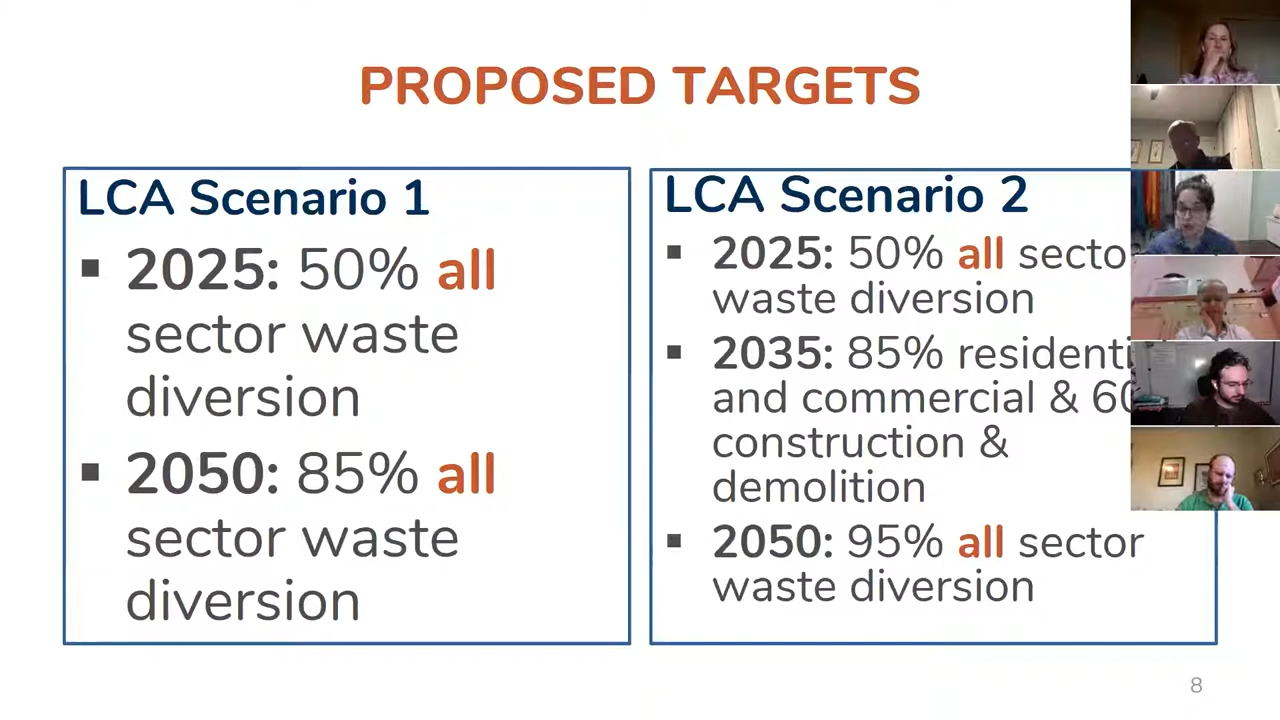 PROPOSED TARGETS
LCA Scenario 1
▪ 2025: 50% all
sector waste
diversion
▪ 2050: 85% all
sector waste
diversion
LCA Scenario 2
▪ 2025: 50% all
waste diversion
▪ 2035: 85%
and commercial &
construction &
demolition
▪ 2050: 95% all sector
waste diversion
8